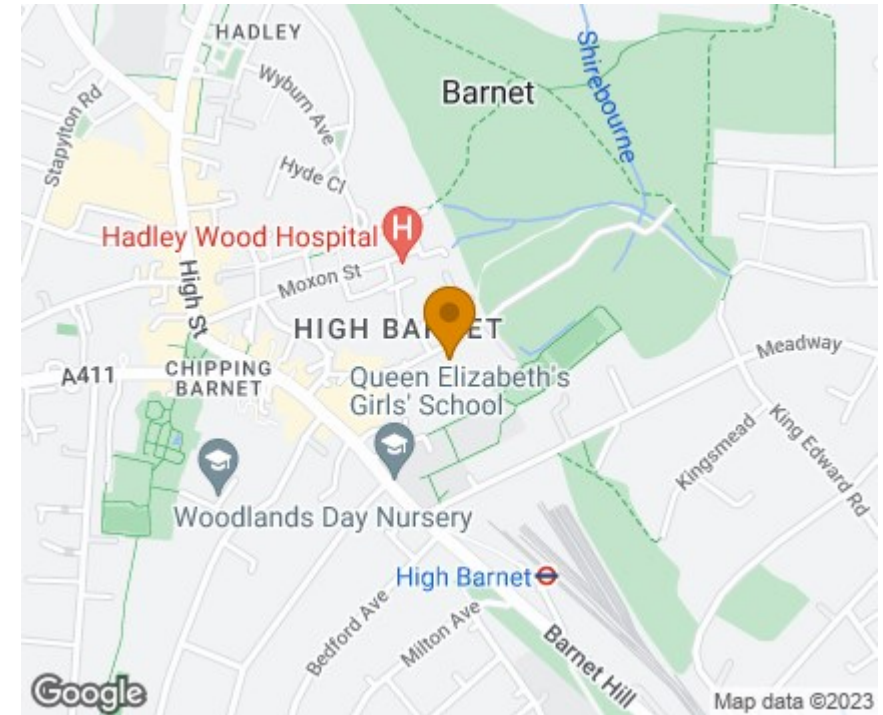 HADLEY
Stapylton Rd
Wyburn Ave
Barnet
Shirebourne
Hyde Cl
Hadley Wood Hospital
H
Moxon St
High St
HIGH BARNET
Meadway
A411
CHIPPING
BARNET
Queen Elizabeth's
Girls' School
King Edward Rd
Kingsmead
Woodlands Day Nursery
High Barnet
Bedford Ave
Milton Ave
Barnet Hill
Google
Map data ©2023